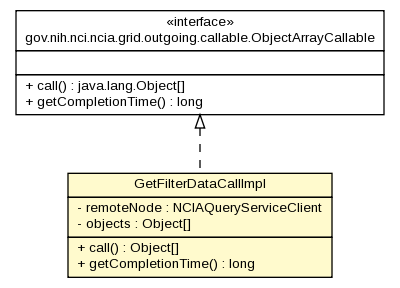 «interface»
gov.nih.nci.ncia.grid.outgoing.callable.ObjectArrayCallable
+ call() : java.lang.Object[]
+ getCompletionTime() : long
GetFilterDataCallImpl
- remoteNode : NCIAQueryServiceClient
- objects : Object[]
+ call() : Object[]
+ getCompletionTime() : long